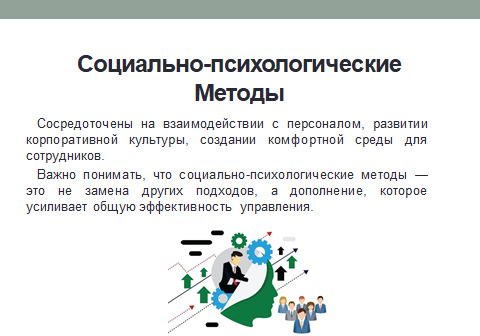 Социально-психологические
Методы
Сосредоточены на взаимодействии с персоналом, развитии
корпоративной культуры, создании комфортной среды для
сотрудников.
Важно понимать, что социально-психологические методы —
это не замена других подходов, а дополнение, которое
усиливает общую эффективность управления.